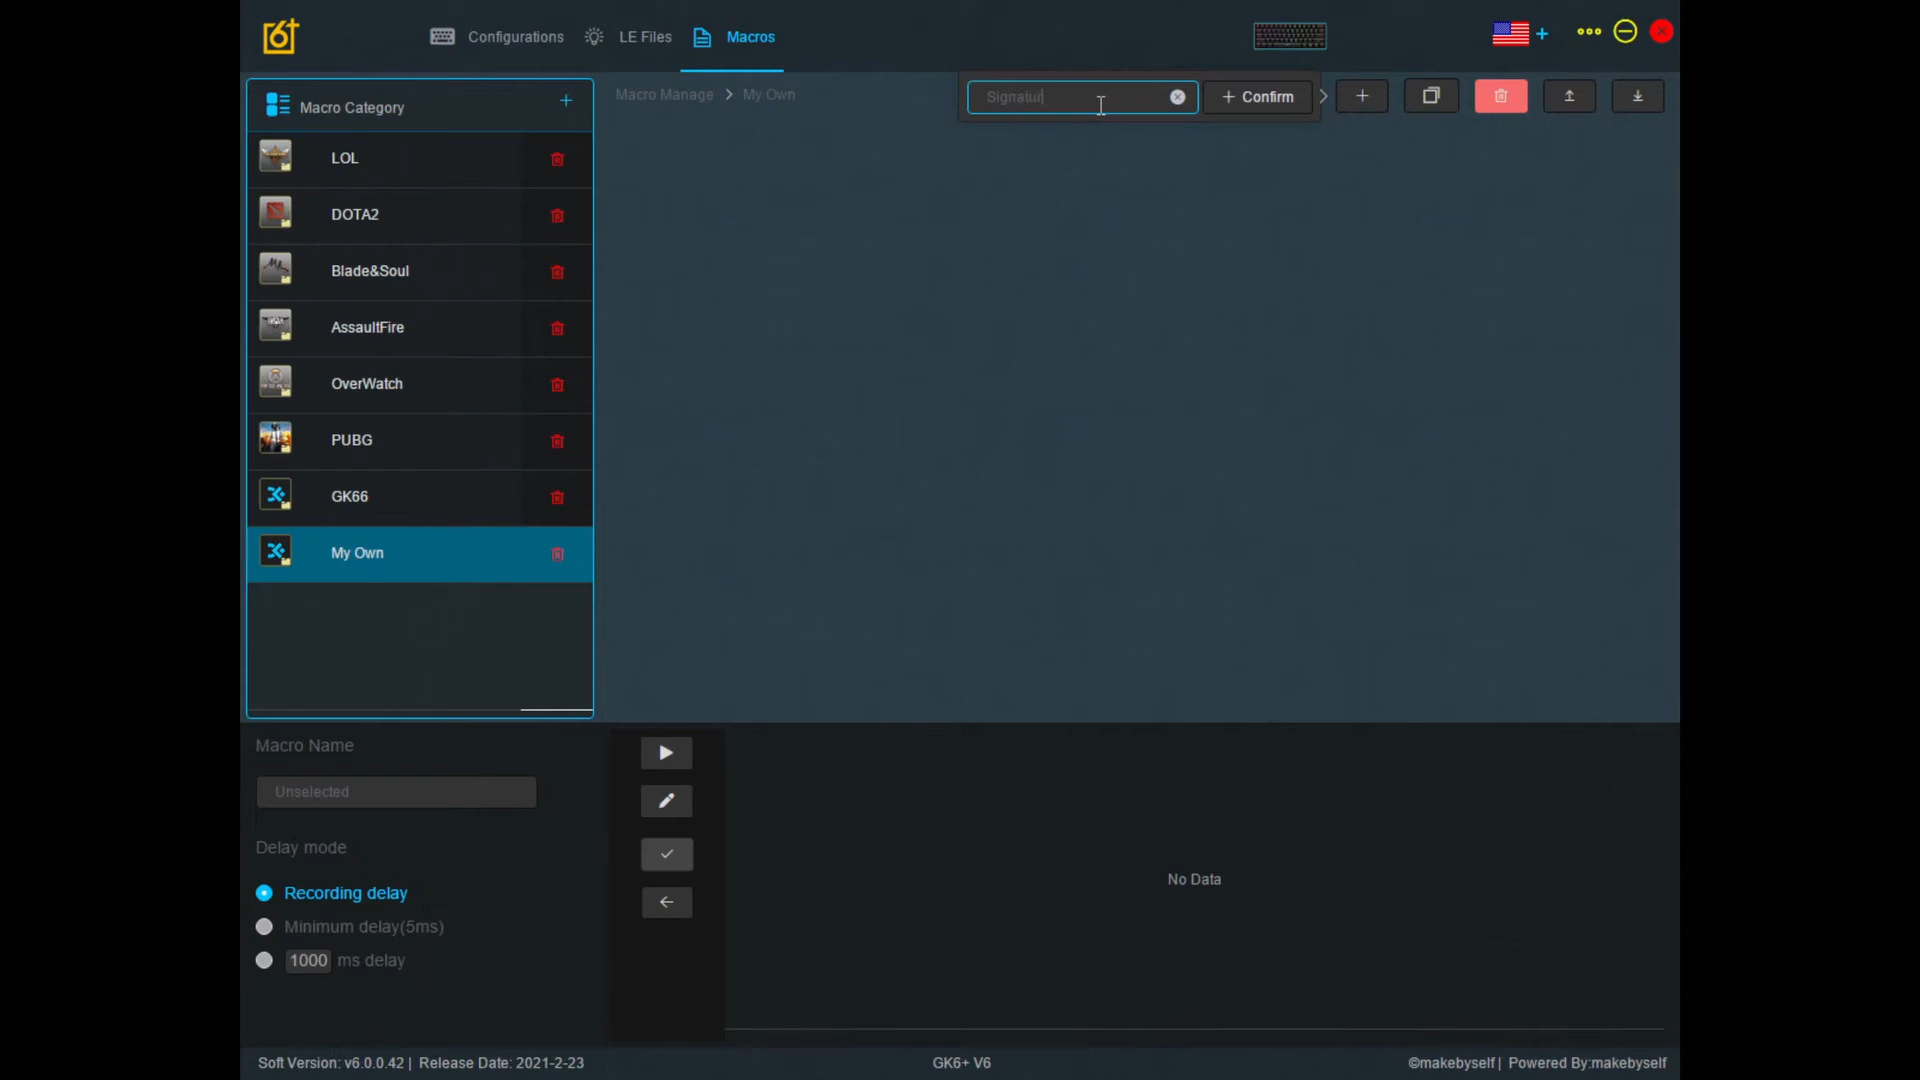 Configurations
LE Files
Macros
Macro Category
Macro Manage > My Own
Signatur
+ Confirm
LOL
DOTA2
Blade&Soul
AssaultFire
OverWatch
PUBG
GK66
My Own
Macro Name
Unselected
Delay mode
Recording delay
Minimum delay(5ms)
1000 ms delay
No Data
Soft Version: v6.0.0.42 | Release Date: 2021-2-23
GK6+ V6
©makebyself | Powered By:makebyself